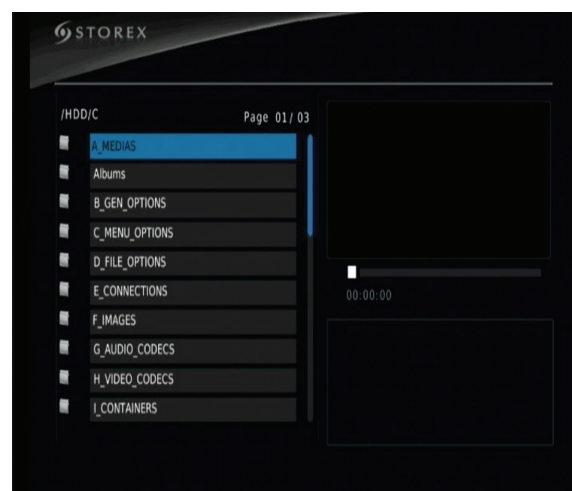 STOREX
/HDD/C
Page 01/ 03
A_MEDIAS
Albums
B_GEN_OPTIONS
C_MENU_OPTIONS
D_FILE_OPTIONS
E_CONNECTIONS
F_IMAGES
G_AUDIO_CODECS
H_VIDEO_CODECS
I_CONTAINERS
00:00:00